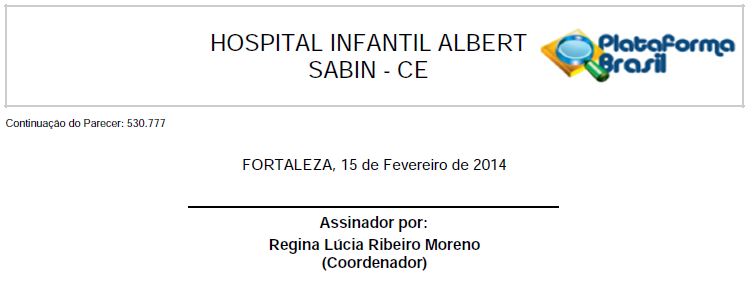 HOSPITAL INFANTIL ALBERT
SABIN - CE
Plataforma
Brasil
Continuação do Parecer: 530.777
FORTALEZA, 15 de Fevereiro de 2014
Assinador por:
Regina Lúcia Ribeiro Moreno
(Coordenador)